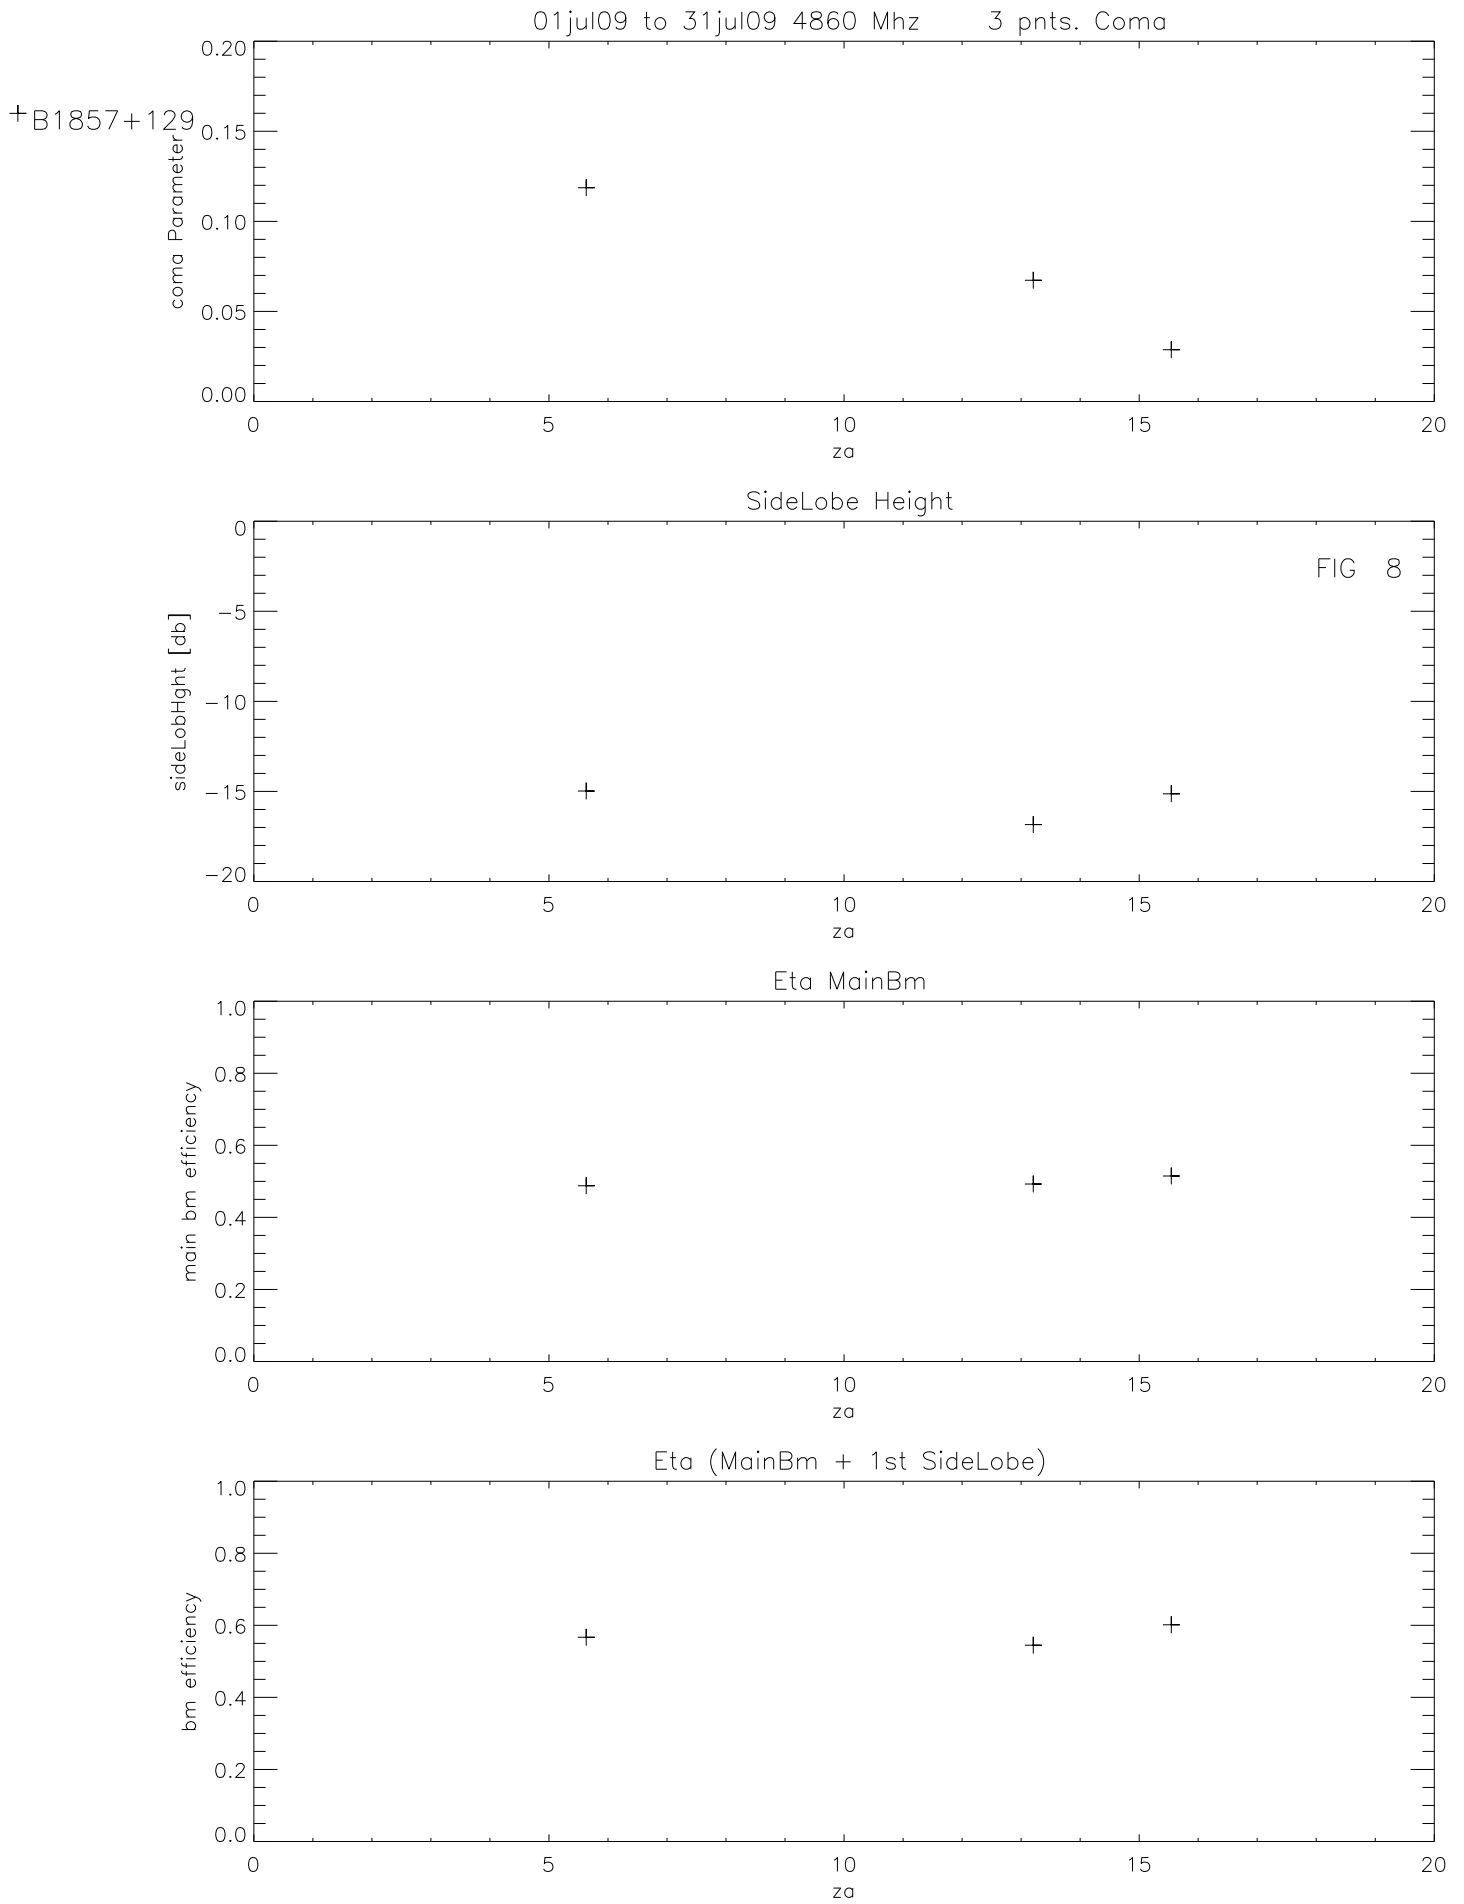 01jul09 to 31jul09 4860 Mhz 3 pnts. Coma
+B1857+129
coma Parameter
0.20
0.15
0.10
0.05
0.00
0 5 10 15 20
za
SideLobe Height
FIG 8
sideLobHght [db]
0
−5
−10
−15
−20
0 5 10 15 20
za
Eta MainBm
main bm efficiency
1.0
0.8
0.6
0.4
0.2
0.0
0 5 10 15 20
za
Eta (MainBm + 1st SideLobe)
bm efficiency
1.0
0.8
0.6
0.4
0.2
0.0
0 5 10 15 20
za